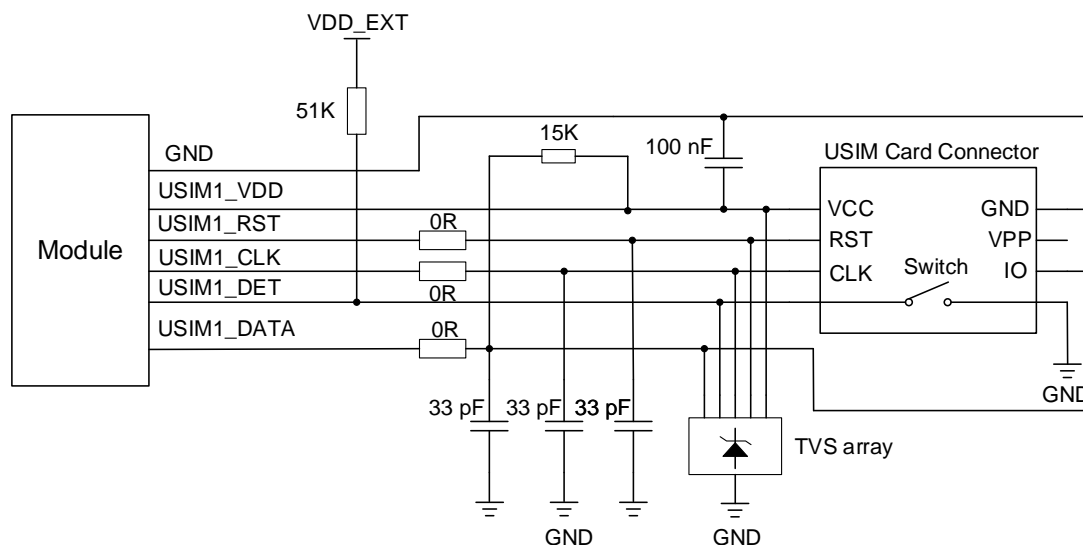 VDD_EXT
51K
GND
15K
100 nF
USIM Card Connector
USIM1_VDD
VCC
GND
USIM1_RST
0R
RST
VPP
Module
USIM1_CLK
CLK
Switch
IO
USIM1_DET
0R
USIM1_DATA
0R
GND
33 pF
33 pF
33 pF
TVS array
GND
GND